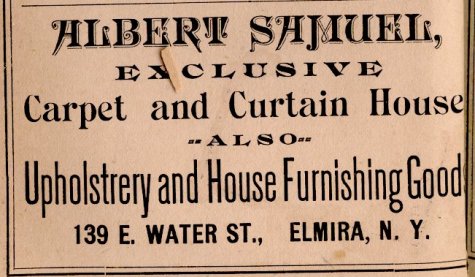 ALBERT SAMUEL,
EXCLUSIVE
Carpet and Curtain House
"ALSO"
Upholstrery and House Furnishing Good
139 E. WATER ST., ELMIRA, N. Y.